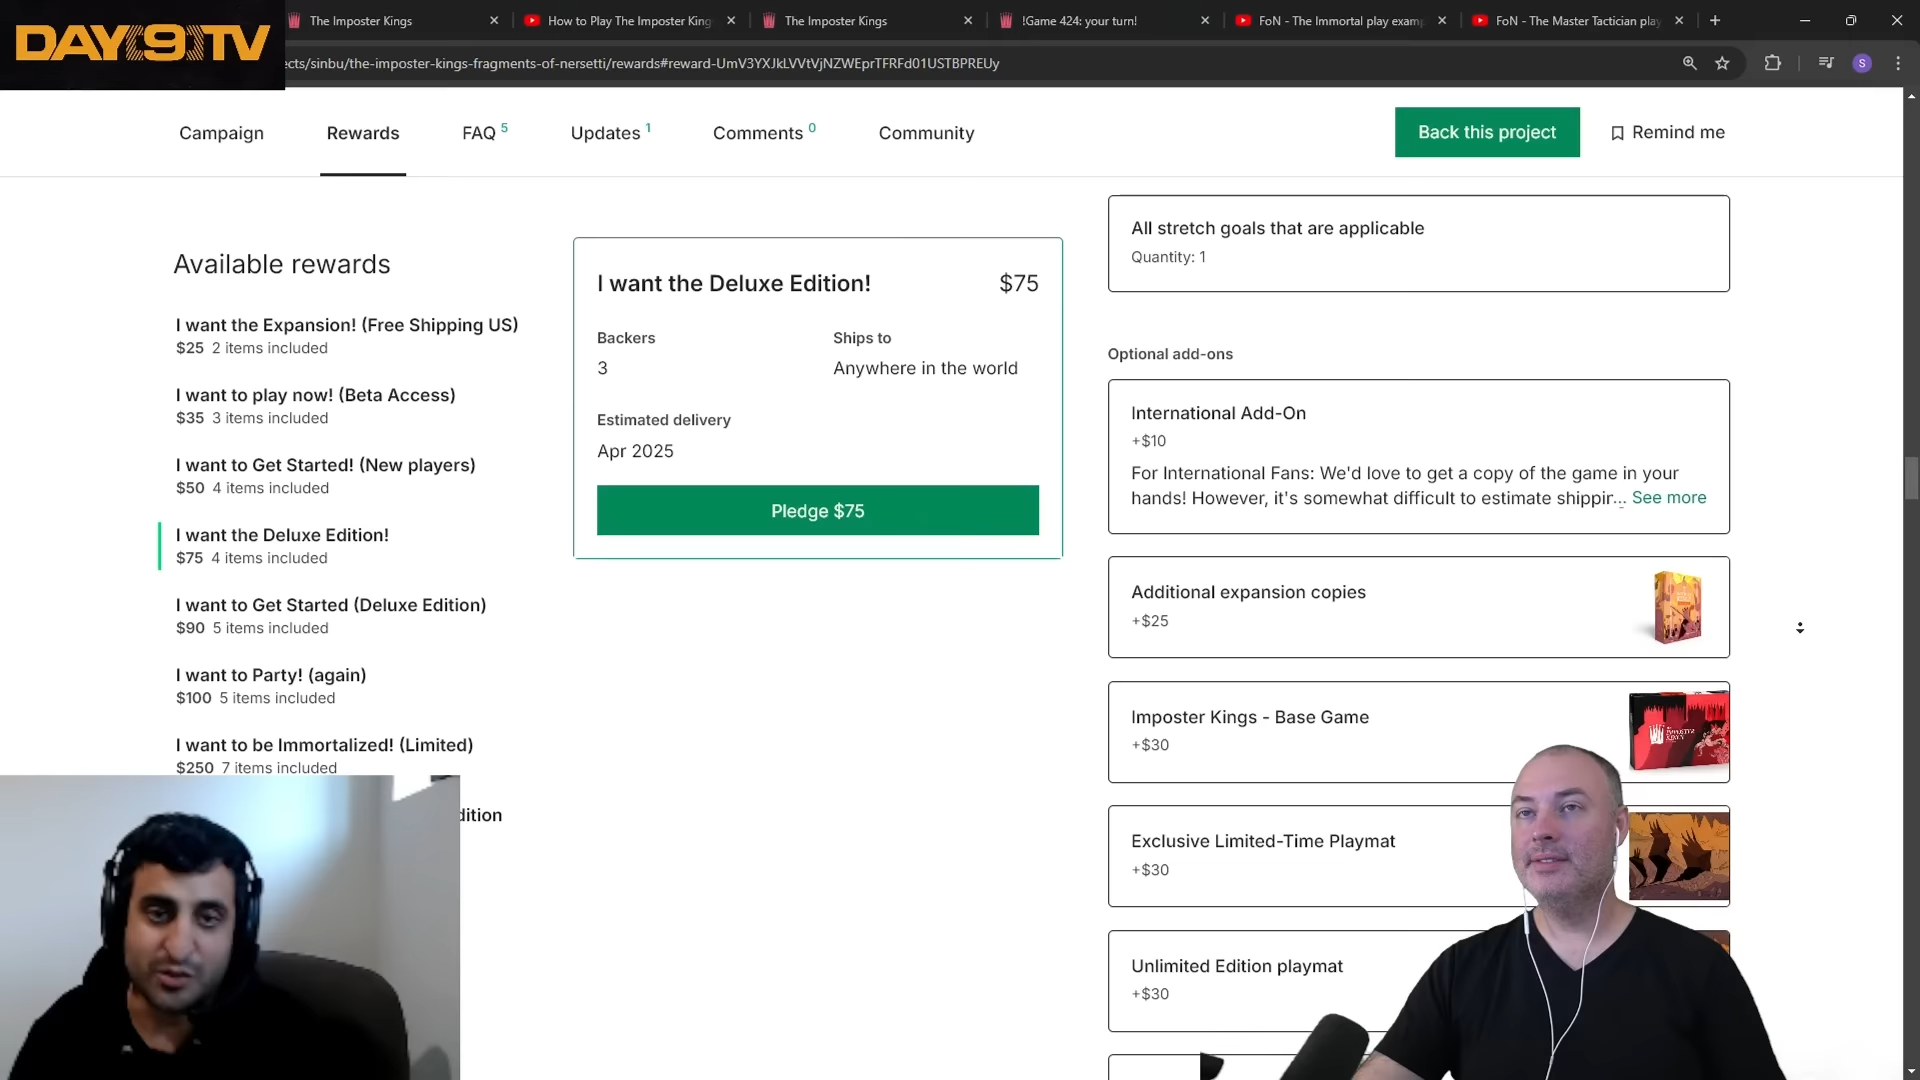 DAY[9]TV
The Imposter Kings
How to Play The Imposter King
The Imposter Kings
!Game 424: your turn!
FoN - The Immortal play exam
FoN - The Master Tactician pla
ects/sinbu/the-imposter-kings-fragments-of-nersetti/rewards#reward-UmV3YXJkLVVtVjNZWEprTFRFd01USTBPREUy
S
Campaign
Rewards
FAQ 5
Updates 1
Comments 0
Community
Back this project
Remind me
Available rewards
I want the Expansion! (Free Shipping US)
$25 2 items included
I want to play now! (Beta Access)
$35 3 items included
I want to Get Started! (New players)
$50 4 items included
I want the Deluxe Edition!
$75 4 items included
I want to Get Started (Deluxe Edition)
$90 5 items included
I want to Party! (again)
$100 5 items included
I want to be Immortalized! (Limited)
$250 7 items included
dition
I want the Deluxe Edition!
$75
Backers
3
Ships to
Anywhere in the world
Estimated delivery
Apr 2025
Pledge $75
All stretch goals that are applicable
Quantity: 1
Optional add-ons
International Add-On
+$10
For International Fans: We'd love to get a copy of the game in your
hands! However, it's somewhat difficult to estimate shippir... See more
Additional expansion copies
+$25
Imposter Kings - Base Game
+$30
Exclusive Limited-Time Playmat
+$30
Unlimited Edition playmat
+$30